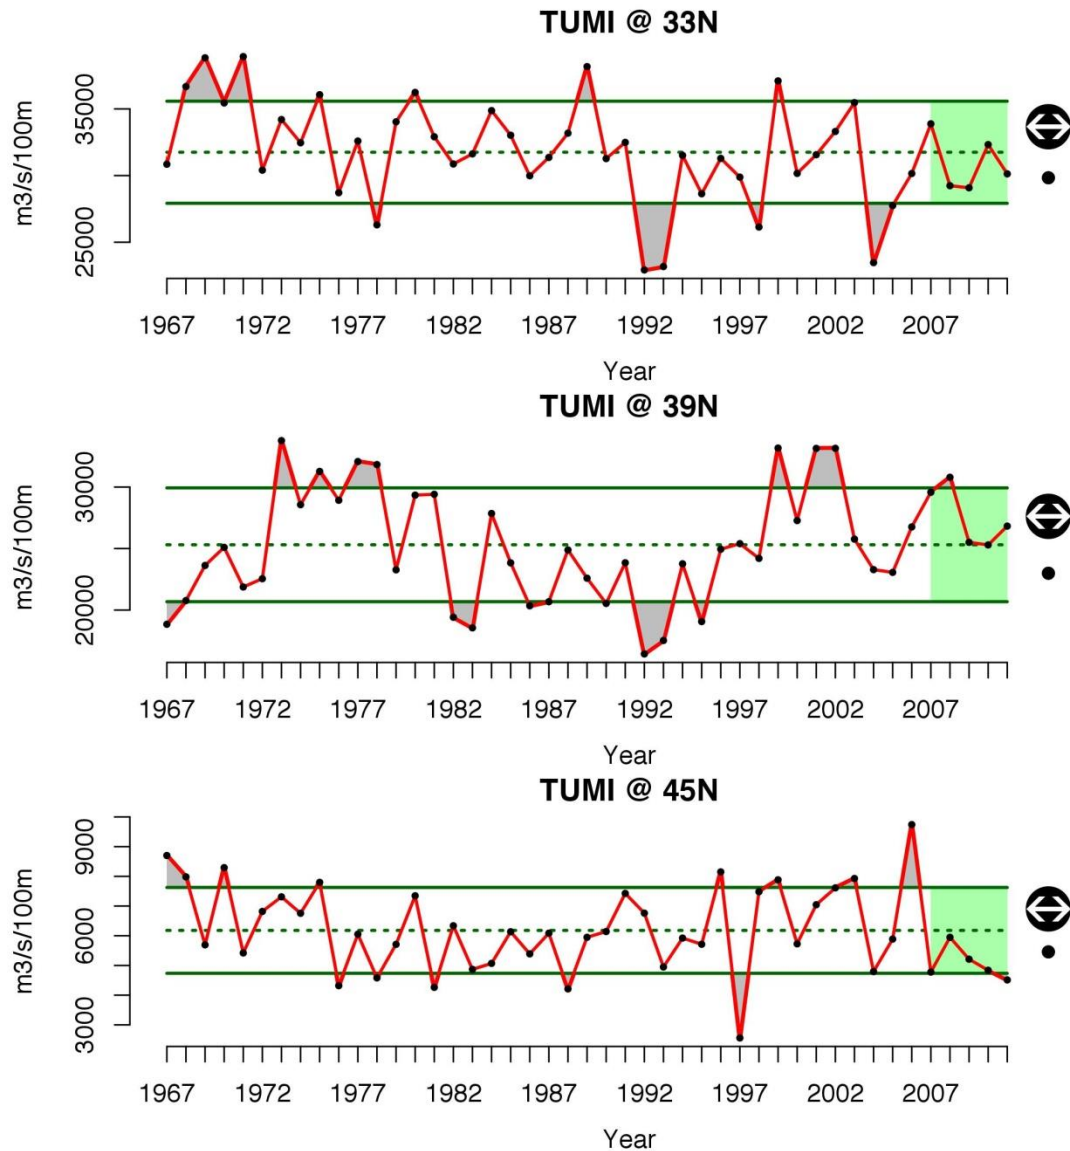 TUMI @ 33N
m3/s/100m
35000
25000
1967 1972 1977 1982 1987 1992 1997 2002 2007
Year
TUMI @ 39N
m3/s/100m
30000
20000
1967 1972 1977 1982 1987 1992 1997 2002 2007
Year
TUMI @ 45N
m3/s/100m
9000
6000
3000
1967 1972 1977 1982 1987 1992 1997 2002 2007
Year